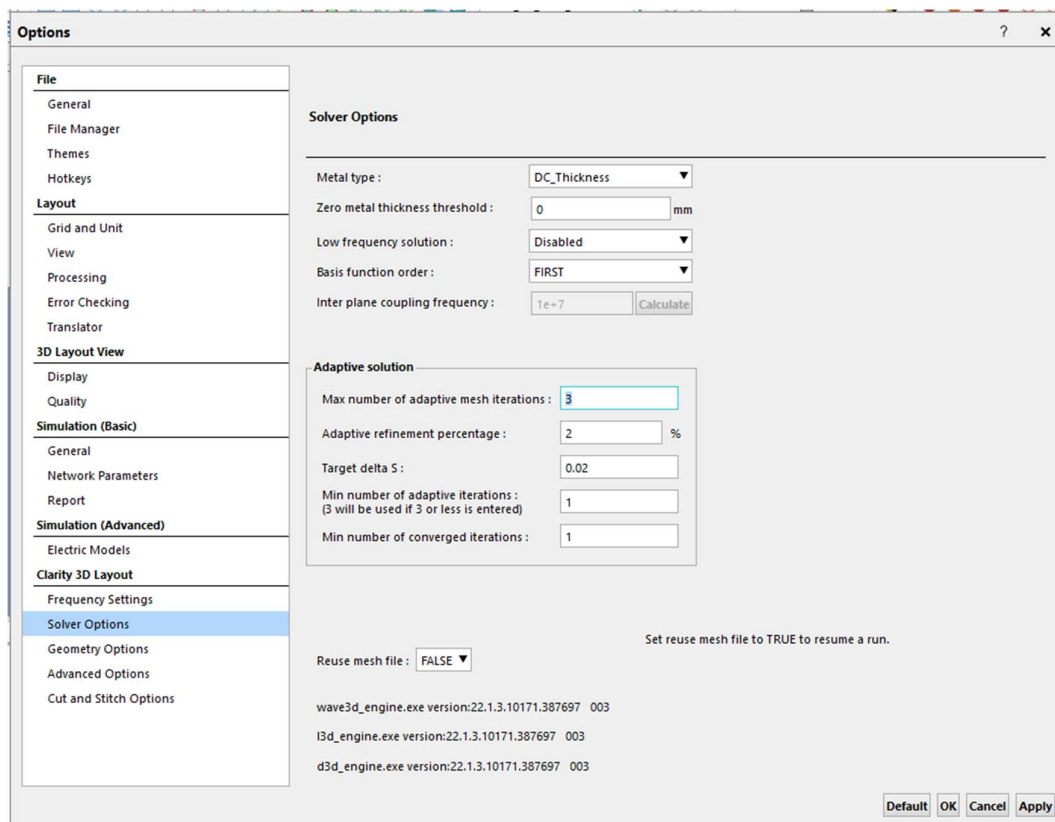 Options
?
File
General
File Manager
Themes
Hotkeys
Layout
Grid and Unit
View
Processing
Error Checking
Translator
3D Layout View
Display
Quality
Simulation (Basic)
General
Network Parameters
Report
Simulation (Advanced)
Electric Models
Clarity 3D Layout
Frequency Settings
Solver Options
Geometry Options
Advanced Options
Cut and Stitch Options
Solver Options
Metal type : DC_Thickness
Zero metal thickness threshold : 0 mm
Low frequency solution : Disabled
Basis function order : FIRST
Inter plane coupling frequency : 1e+7 Calculate
Adaptive solution
Max number of adaptive mesh iterations : 3
Adaptive refinement percentage : 2 %
Target delta S : 0.02
Min number of adaptive iterations : 1
(3 will be used if 3 or less is entered)
Min number of converged iterations : 1
Set reuse mesh file to TRUE to resume a run.
Reuse mesh file : FALSE
wave3d_engine.exe version:22.1.3.10171.387697 003
l3d_engine.exe version:22.1.3.10171.387697 003
d3d_engine.exe version:22.1.3.10171.387697 003
Default OK Cancel Apply